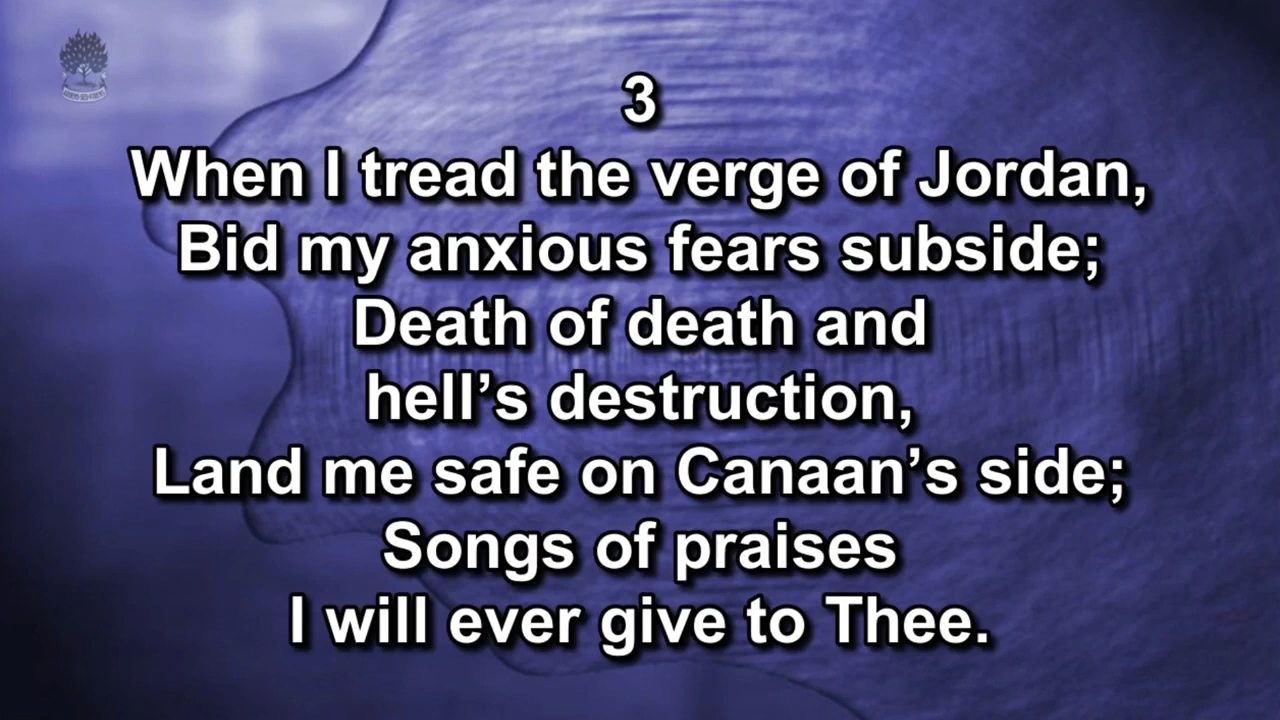 3
When I tread the verge of Jordan,
Bid my anxious fears subside;
Death of death and
hell’s destruction,
Land me safe on Canaan’s side;
Songs of praises
I will ever give to Thee.